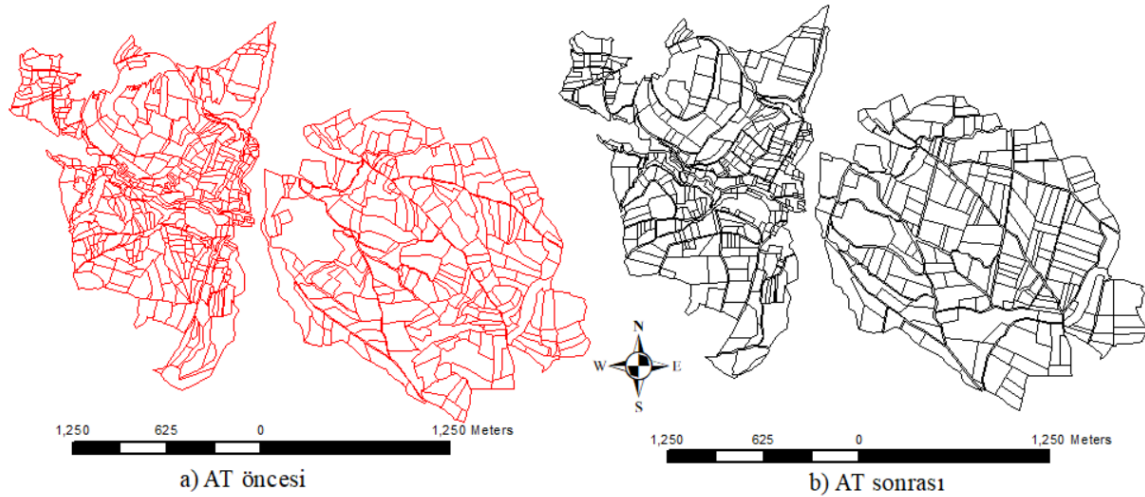 N
W E
S
1,250 625 0 1,250 Meters
a) AT öncesi
1,250 625 0 1,250 Meters
b) AT sonrası